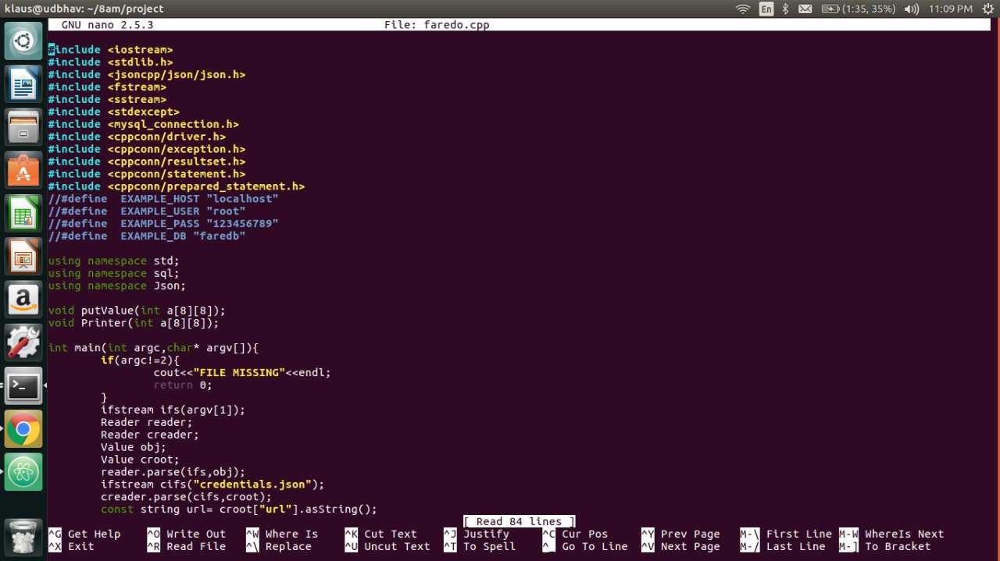 klaus@udbhav: ~/8am/project En (1:35, 35%) 11:09 PM
GNU nano 2.5.3 File: faredo.cpp
#include <iostream>
#include <stdlib.h>
#include <jsoncpp/json/json.h>
#include <fstream>
#include <sstream>
#include <stdexcept>
#include <mysql_connection.h>
#include <cppconn/driver.h>
#include <cppconn/exception.h>
#include <cppconn/resultset.h>
#include <cppconn/statement.h>
#include <cppconn/prepared_statement.h>
//#define  EXAMPLE_HOST "localhost"
//#define  EXAMPLE_USER "root"
//#define  EXAMPLE_PASS "123456789"
//#define  EXAMPLE_DB "faredb"
using namespace std;
using namespace sql;
using namespace Json;
void putValue(int a[8][8]);
void Printer(int a[8][8]);
int main(int argc,char* argv[]){
        if(argc!=2){
                cout<<"FILE MISSING"<<endl;
                return 0;
        }
        ifstream ifs(argv[1]);
        Reader reader;
        Reader creader;
        Value obj;
        Value croot;
        reader.parse(ifs,obj);
        ifstream cifs("credentials.json");
        creader.parse(cifs,croot);
        const string url= croot["url"].asString();
[ Read 84 lines ]
^G Get Help ^O Write Out ^W Where Is ^K Cut Text ^J Justify ^C Cur Pos ^Y Prev Page M-\ First Line M-W WhereIs Next
^X Exit ^R Read File ^\ Replace ^U Uncut Text ^T To Spell ^_ Go To Line ^V Next Page M-/ Last Line M-] To Bracket